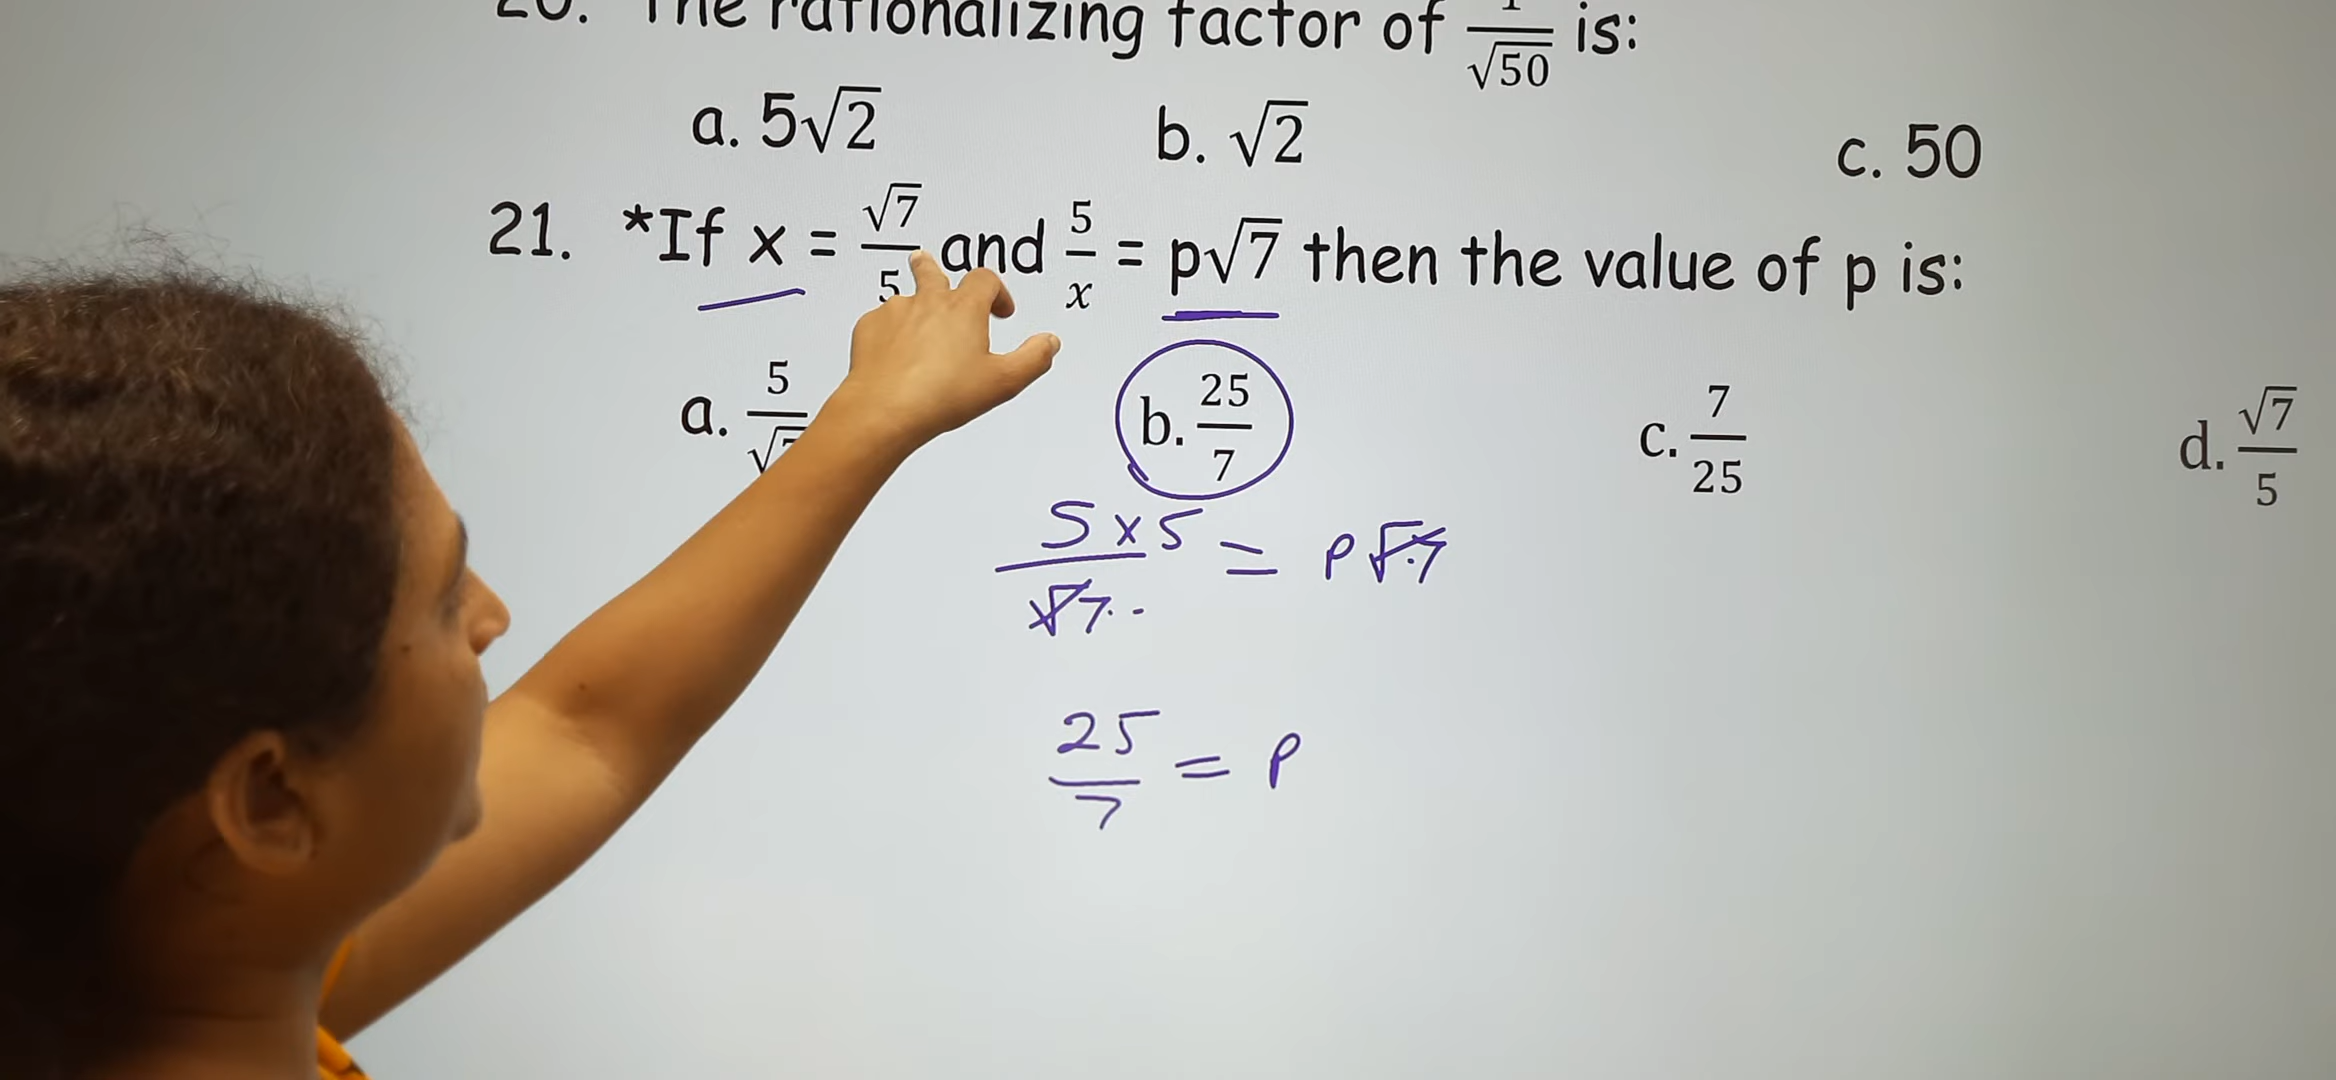 20. The rationalizing factor of 1/√50 is:
a. 5√2 b. √2 c. 50
21. *If x = √7/5 and 5/x = p√7 then the value of p is:
a. 5/√ b. 25/7 c. 7/25 d. √7/5
5×5/√7 = p√7
25/7 = p